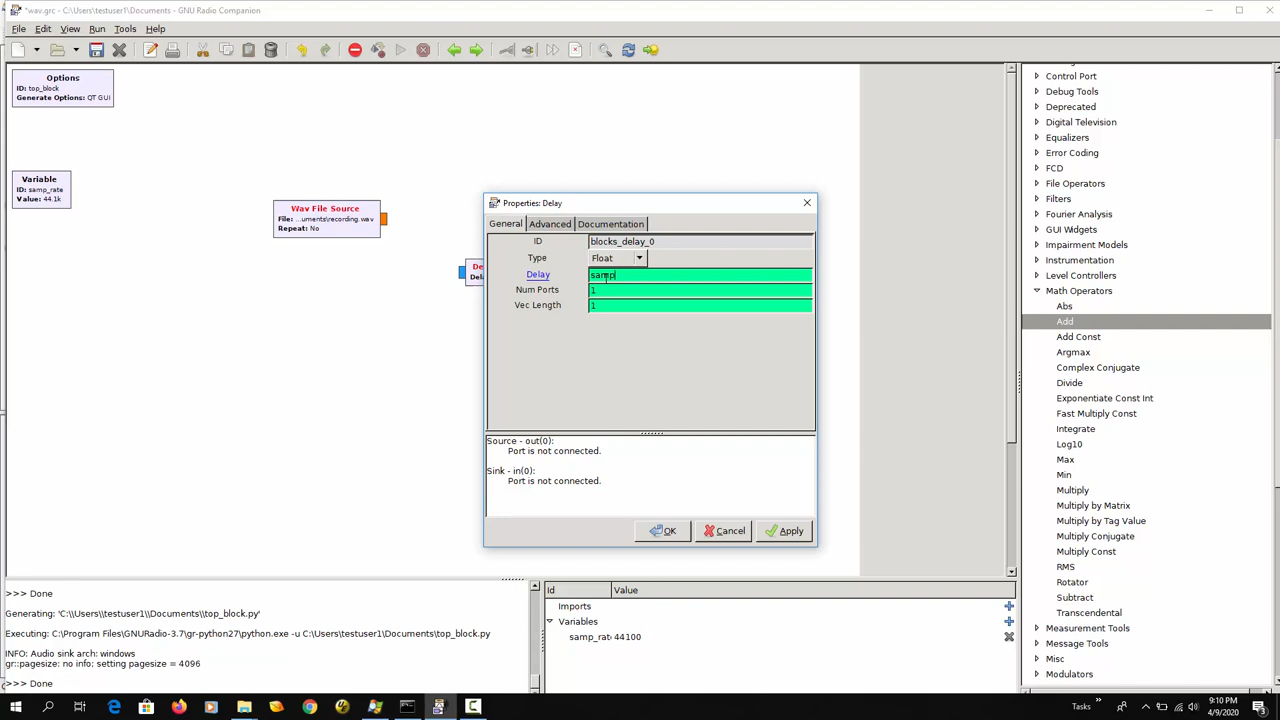 *wav.grc - C:\Users\testuser1\Documents - GNU Radio Companion
File Edit View Run Tools Help
Options
ID: top_block
Generate Options: QT GUI
Variable
ID: samp_rate
Value: 44.1k
Wav File Source
File: ...uments\recording.wav
Repeat: No
De
Dela
Properties: Delay
General Advanced Documentation
ID blocks_delay_0
Type Float
Delay samp
Num Ports 1
Vec Length 1
Source - out(0):
Port is not connected.
Sink - in(0):
Port is not connected.
OK Cancel Apply
Control Port
Debug Tools
Deprecated
Digital Television
Equalizers
Error Coding
FCD
File Operators
Filters
Fourier Analysis
GUI Widgets
Impairment Models
Instrumentation
Level Controllers
Math Operators
Abs
Add
Add Const
Argmax
Complex Conjugate
Divide
Exponentiate Const Int
Fast Multiply Const
Integrate
Log10
Max
Min
Multiply
Multiply by Matrix
Multiply by Tag Value
Multiply Conjugate
Multiply Const
RMS
Rotator
Subtract
Transcendental
Measurement Tools
Message Tools
Misc
Modulators
>>> Done
Generating: 'C:\\Users\\testuser1\\Documents\\top_block.py'
Executing: C:\Program Files\GNURadio-3.7\gr-python27\python.exe -u C:\Users\testuser1\Documents\top_block.py
INFO: Audio sink arch: windows
gr::pagesize: no info: setting pagesize = 4096
>>> Done
Id Value
Imports
Variables
samp_rat 44100
Tasks
9:10 PM
4/9/2020